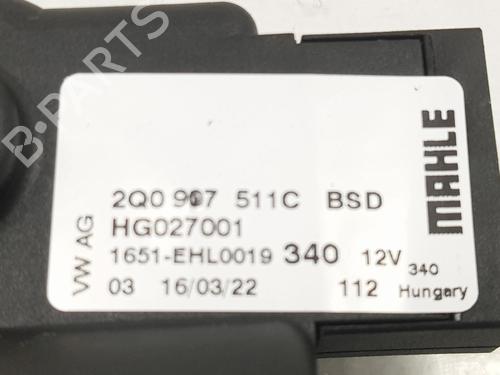 B-PARTS
2Q0 907 511C BSD
HG027001
1651-EHL0019 340 12V 340
03 16/03/22 112 Hungary
VW AG
MAHLE